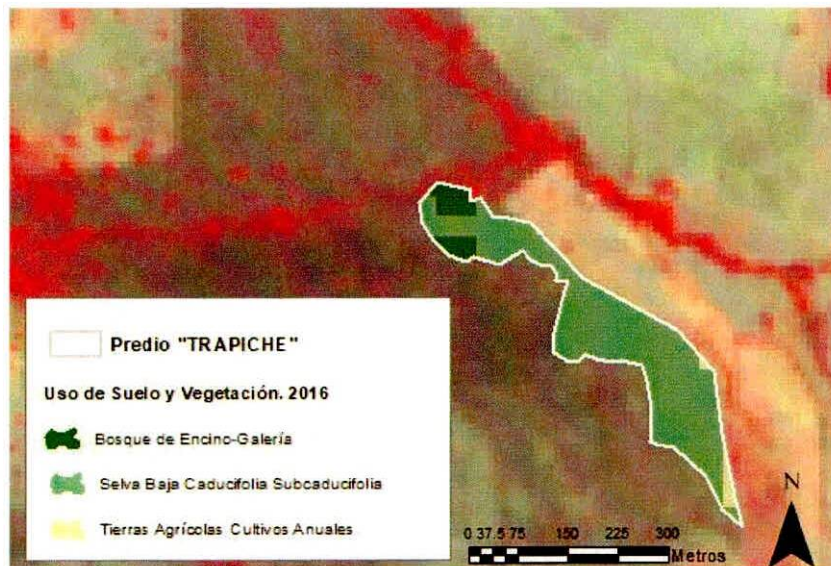 Predio "TRAPICHE"
Uso de Suelo y Vegetación. 2016
Bosque de Encino-Galería
Selva Baja Caducifolia Subcaducifolia
Tierras Agrícolas Cultivos Anuales
N
0 37.5 75 150 225 300
Metros